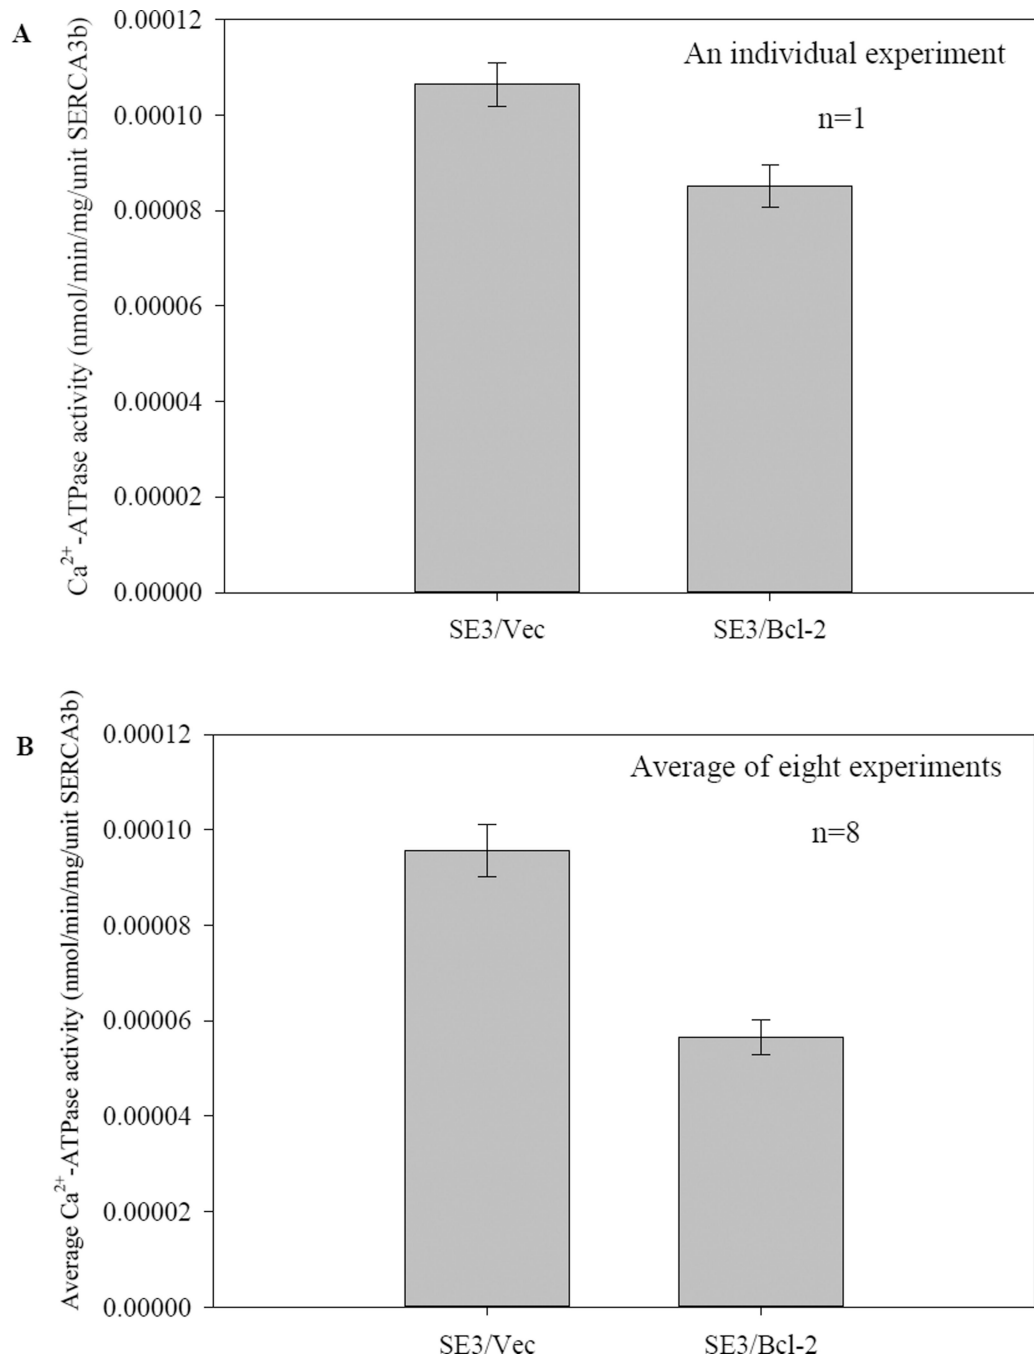 A
An individual experiment
n=1
Ca²⁺-ATPase activity (nmol/min/mg/unit SERCA3b)
0.00012
0.00010
0.00008
0.00006
0.00004
0.00002
0.00000
SE3/Vec SE3/Bcl-2
B
Average of eight experiments
n=8
Average Ca²⁺-ATPase activity (nmol/min/mg/unit SERCA3b)
0.00012
0.00010
0.00008
0.00006
0.00004
0.00002
0.00000
SE3/Vec SE3/Bcl-2